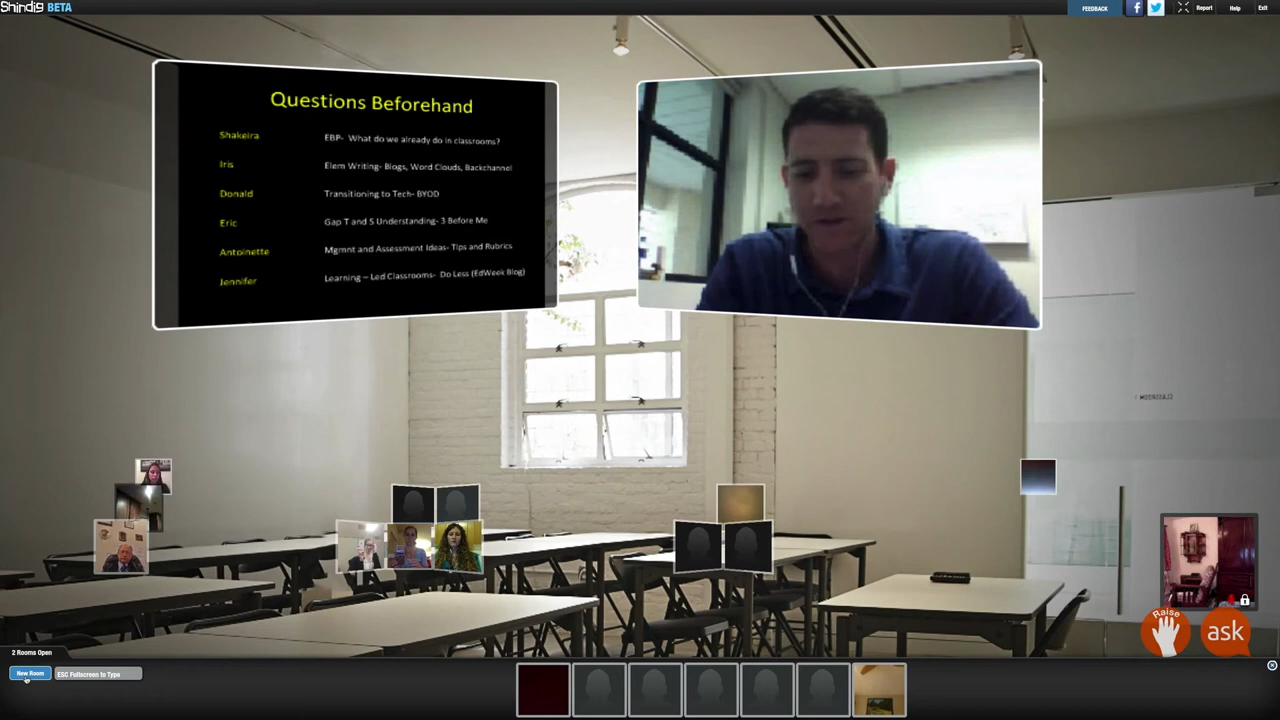 Shindig BETA
FEEDBACK
Report
Help
Exit
Questions Beforehand
Shakeira EBP- What do we already do in classrooms?
Iris Elem Writing- Blogs, Word Clouds, Backchannel
Donald Transitioning to Tech- BYOD
Eric Gap T and S Understanding- 3 Before Me
Antoinette Mgmnt and Assessment Ideas- Tips and Rubrics
Jennifer Learning – Led Classrooms- Do Less (EdWeek Blog)
Raise
ask
2 Rooms Open
New Room
ESC Fullscreen to Type